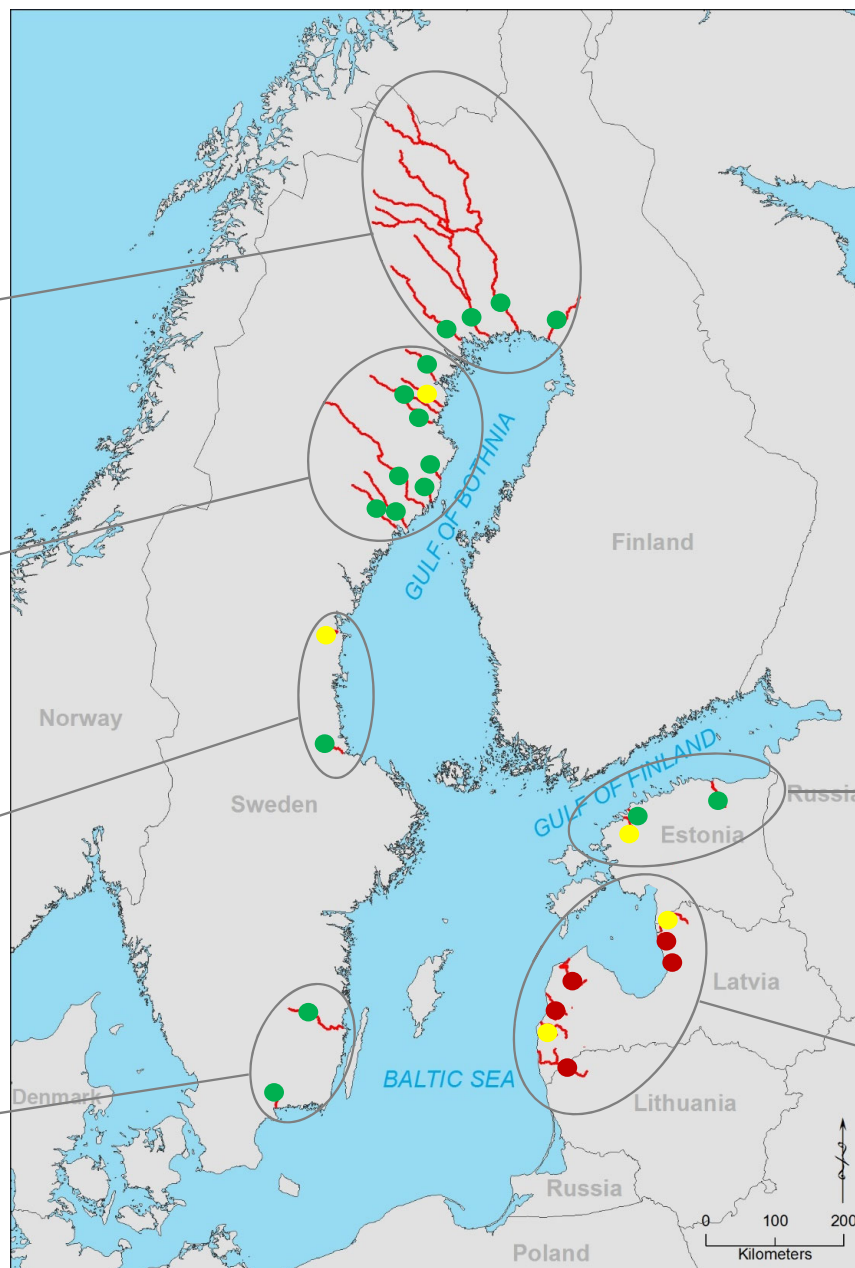 GULF OF BOTHNIA
Finland
Norway
GULF OF FINLAND
Sweden
Russia
Estonia
Latvia
BALTIC SEA
Denmark
Lithuania
Russia
0 100 200
Kilometers
Poland